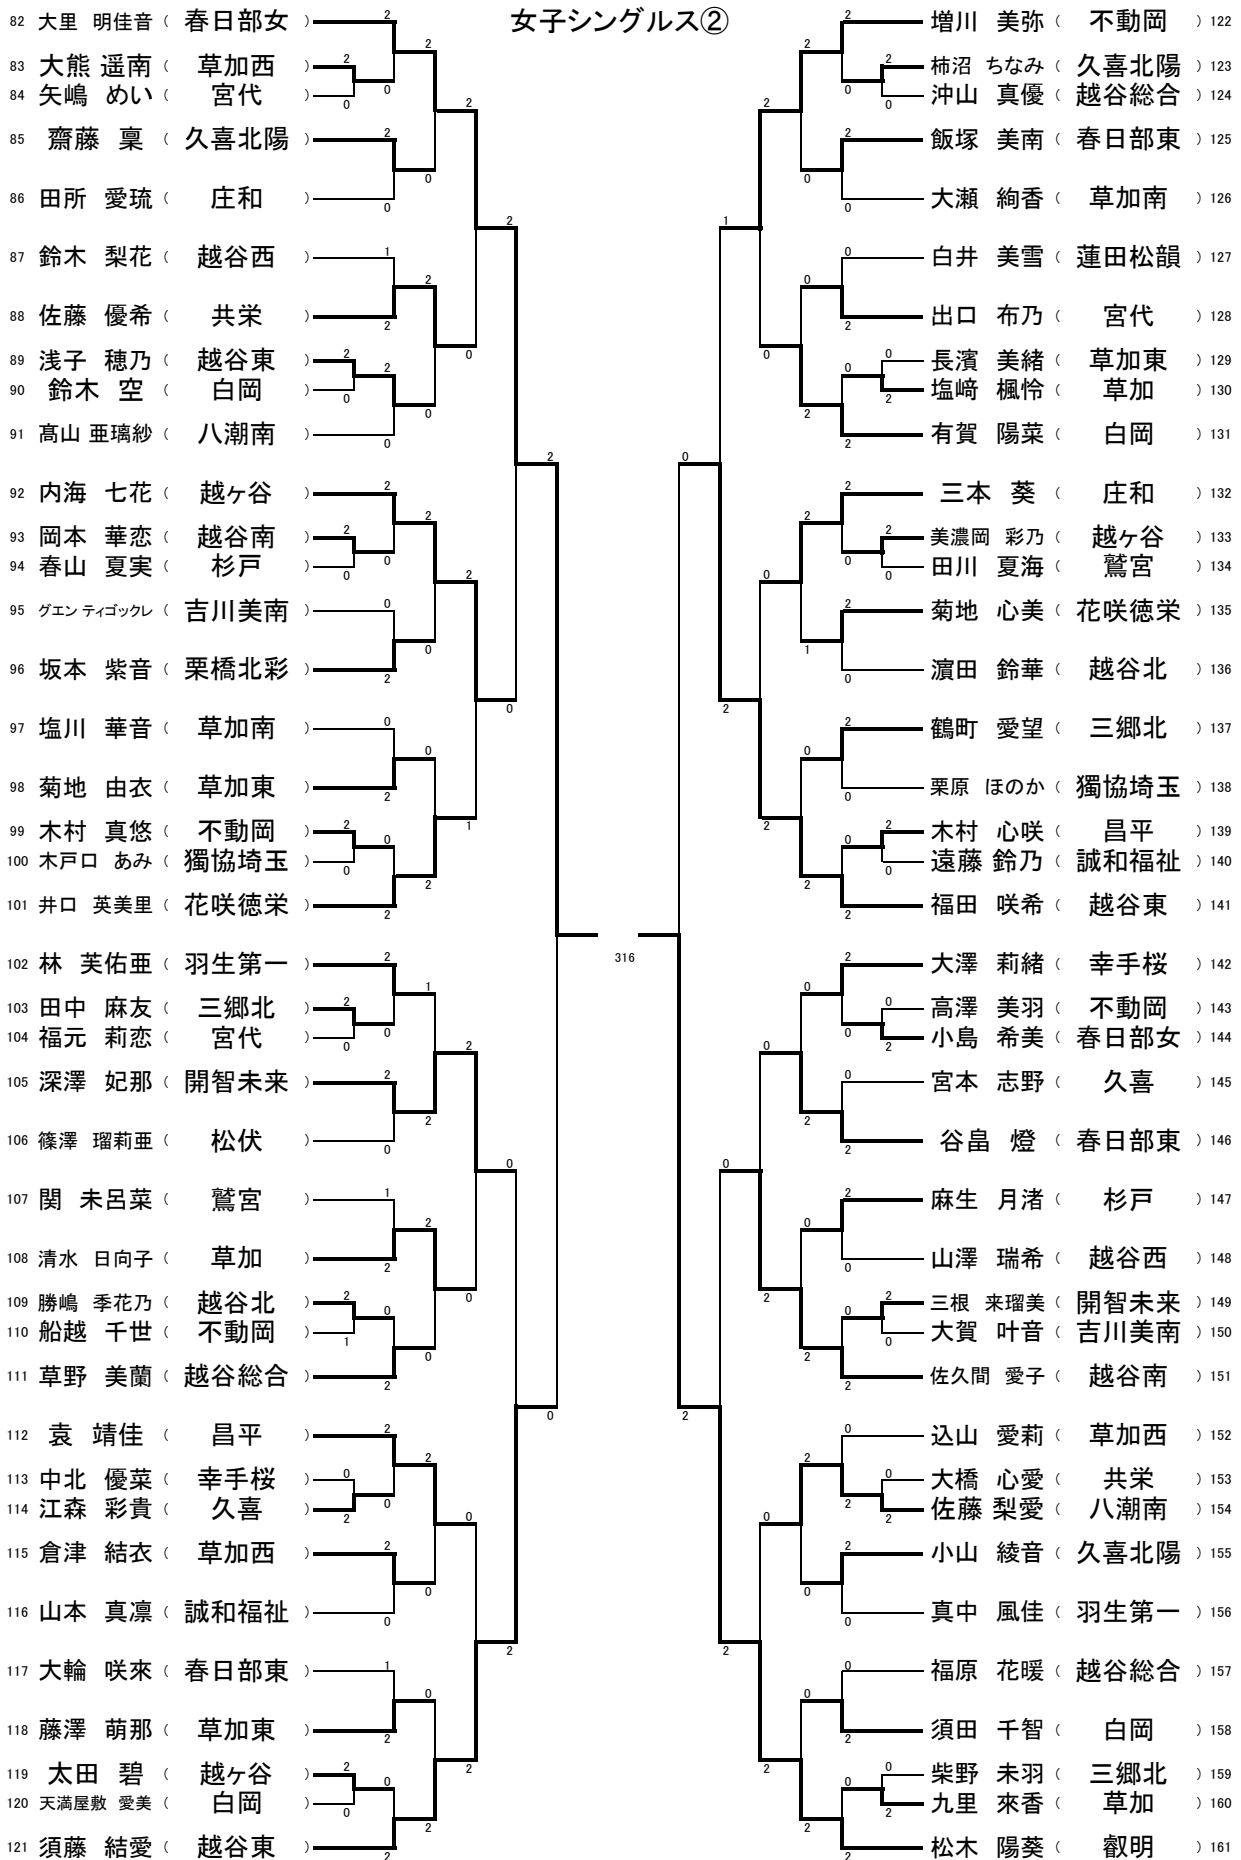 女子シングルス②
82 大里 明佳音 （ 春日部女 ）
83 大熊 遥南 （ 草加西 ）
84 矢嶋 めい （ 宮代 ）
85 齋藤 稟 （ 久喜北陽 ）
86 田所 愛琉 （ 庄和 ）
87 鈴木 梨花 （ 越谷西 ）
88 佐藤 優希 （ 共栄 ）
89 浅子 穂乃 （ 越谷東 ）
90 鈴木 空 （ 白岡 ）
91 髙山 亜璃紗 （ 八潮南 ）
92 内海 七花 （ 越ヶ谷 ）
93 岡本 華恋 （ 越谷南 ）
94 春山 夏実 （ 杉戸 ）
95 グエン ティゴックレ （ 吉川美南 ）
96 坂本 紫音 （ 栗橋北彩 ）
97 塩川 華音 （ 草加南 ）
98 菊地 由衣 （ 草加東 ）
99 木村 真悠 （ 不動岡 ）
100 木戸口 あみ （ 獨協埼玉 ）
101 井口 英美里 （ 花咲徳栄 ）
102 林 芙佑亜 （ 羽生第一 ）
103 田中 麻友 （ 三郷北 ）
104 福元 莉恋 （ 宮代 ）
105 深澤 妃那 （ 開智未来 ）
106 篠澤 瑠莉亜 （ 松伏 ）
107 関 未呂菜 （ 鷲宮 ）
108 清水 日向子 （ 草加 ）
109 勝嶋 季花乃 （ 越谷北 ）
110 船越 千世 （ 不動岡 ）
111 草野 美蘭 （ 越谷総合 ）
112 袁 靖佳 （ 昌平 ）
113 中北 優菜 （ 幸手桜 ）
114 江森 彩貴 （ 久喜 ）
115 倉津 結衣 （ 草加西 ）
116 山本 真凛 （ 誠和福祉 ）
117 大輪 咲來 （ 春日部東 ）
118 藤澤 萌那 （ 草加東 ）
119 太田 碧 （ 越ヶ谷 ）
120 天満屋敷 愛美 （ 白岡 ）
121 須藤 結愛 （ 越谷東 ）
316
増川 美弥 （ 不動岡 ） 122
柿沼 ちなみ （ 久喜北陽 ） 123
沖山 真優 （ 越谷総合 ） 124
飯塚 美南 （ 春日部東 ） 125
大瀬 絢香 （ 草加南 ） 126
白井 美雪 （ 蓮田松韻 ） 127
出口 布乃 （ 宮代 ） 128
長濱 美緒 （ 草加東 ） 129
塩﨑 楓怜 （ 草加 ） 130
有賀 陽菜 （ 白岡 ） 131
三本 葵 （ 庄和 ） 132
美濃岡 彩乃 （ 越ヶ谷 ） 133
田川 夏海 （ 鷲宮 ） 134
菊地 心美 （ 花咲徳栄 ） 135
濵田 鈴華 （ 越谷北 ） 136
鶴町 愛望 （ 三郷北 ） 137
栗原 ほのか （ 獨協埼玉 ） 138
木村 心咲 （ 昌平 ） 139
遠藤 鈴乃 （ 誠和福祉 ） 140
福田 咲希 （ 越谷東 ） 141
大澤 莉緒 （ 幸手桜 ） 142
高澤 美羽 （ 不動岡 ） 143
小島 希美 （ 春日部女 ） 144
宮本 志野 （ 久喜 ） 145
谷畠 燈 （ 春日部東 ） 146
麻生 月渚 （ 杉戸 ） 147
山澤 瑞希 （ 越谷西 ） 148
三根 来瑠美 （ 開智未来 ） 149
大賀 叶音 （ 吉川美南 ） 150
佐久間 愛子 （ 越谷南 ） 151
込山 愛莉 （ 草加西 ） 152
大橋 心愛 （ 共栄 ） 153
佐藤 梨愛 （ 八潮南 ） 154
小山 綾音 （ 久喜北陽 ） 155
真中 風佳 （ 羽生第一 ） 156
福原 花暖 （ 越谷総合 ） 157
須田 千智 （ 白岡 ） 158
柴野 未羽 （ 三郷北 ） 159
九里 來香 （ 草加 ） 160
松木 陽葵 （ 叡明 ） 161